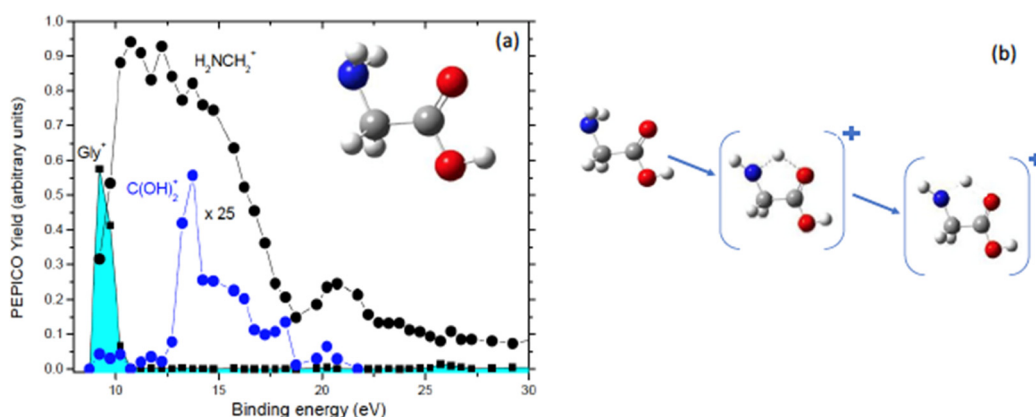 (a)
(b)
1.0
0.9
0.8
0.7
0.6
0.5
0.4
0.3
0.2
0.1
0.0
PEPICO Yield (arbitrary units)
H₂NCH₂⁺
Gly⁺
C(OH)₂⁺
x 25
10 15 20 25 30
Binding energy (eV)
+
+